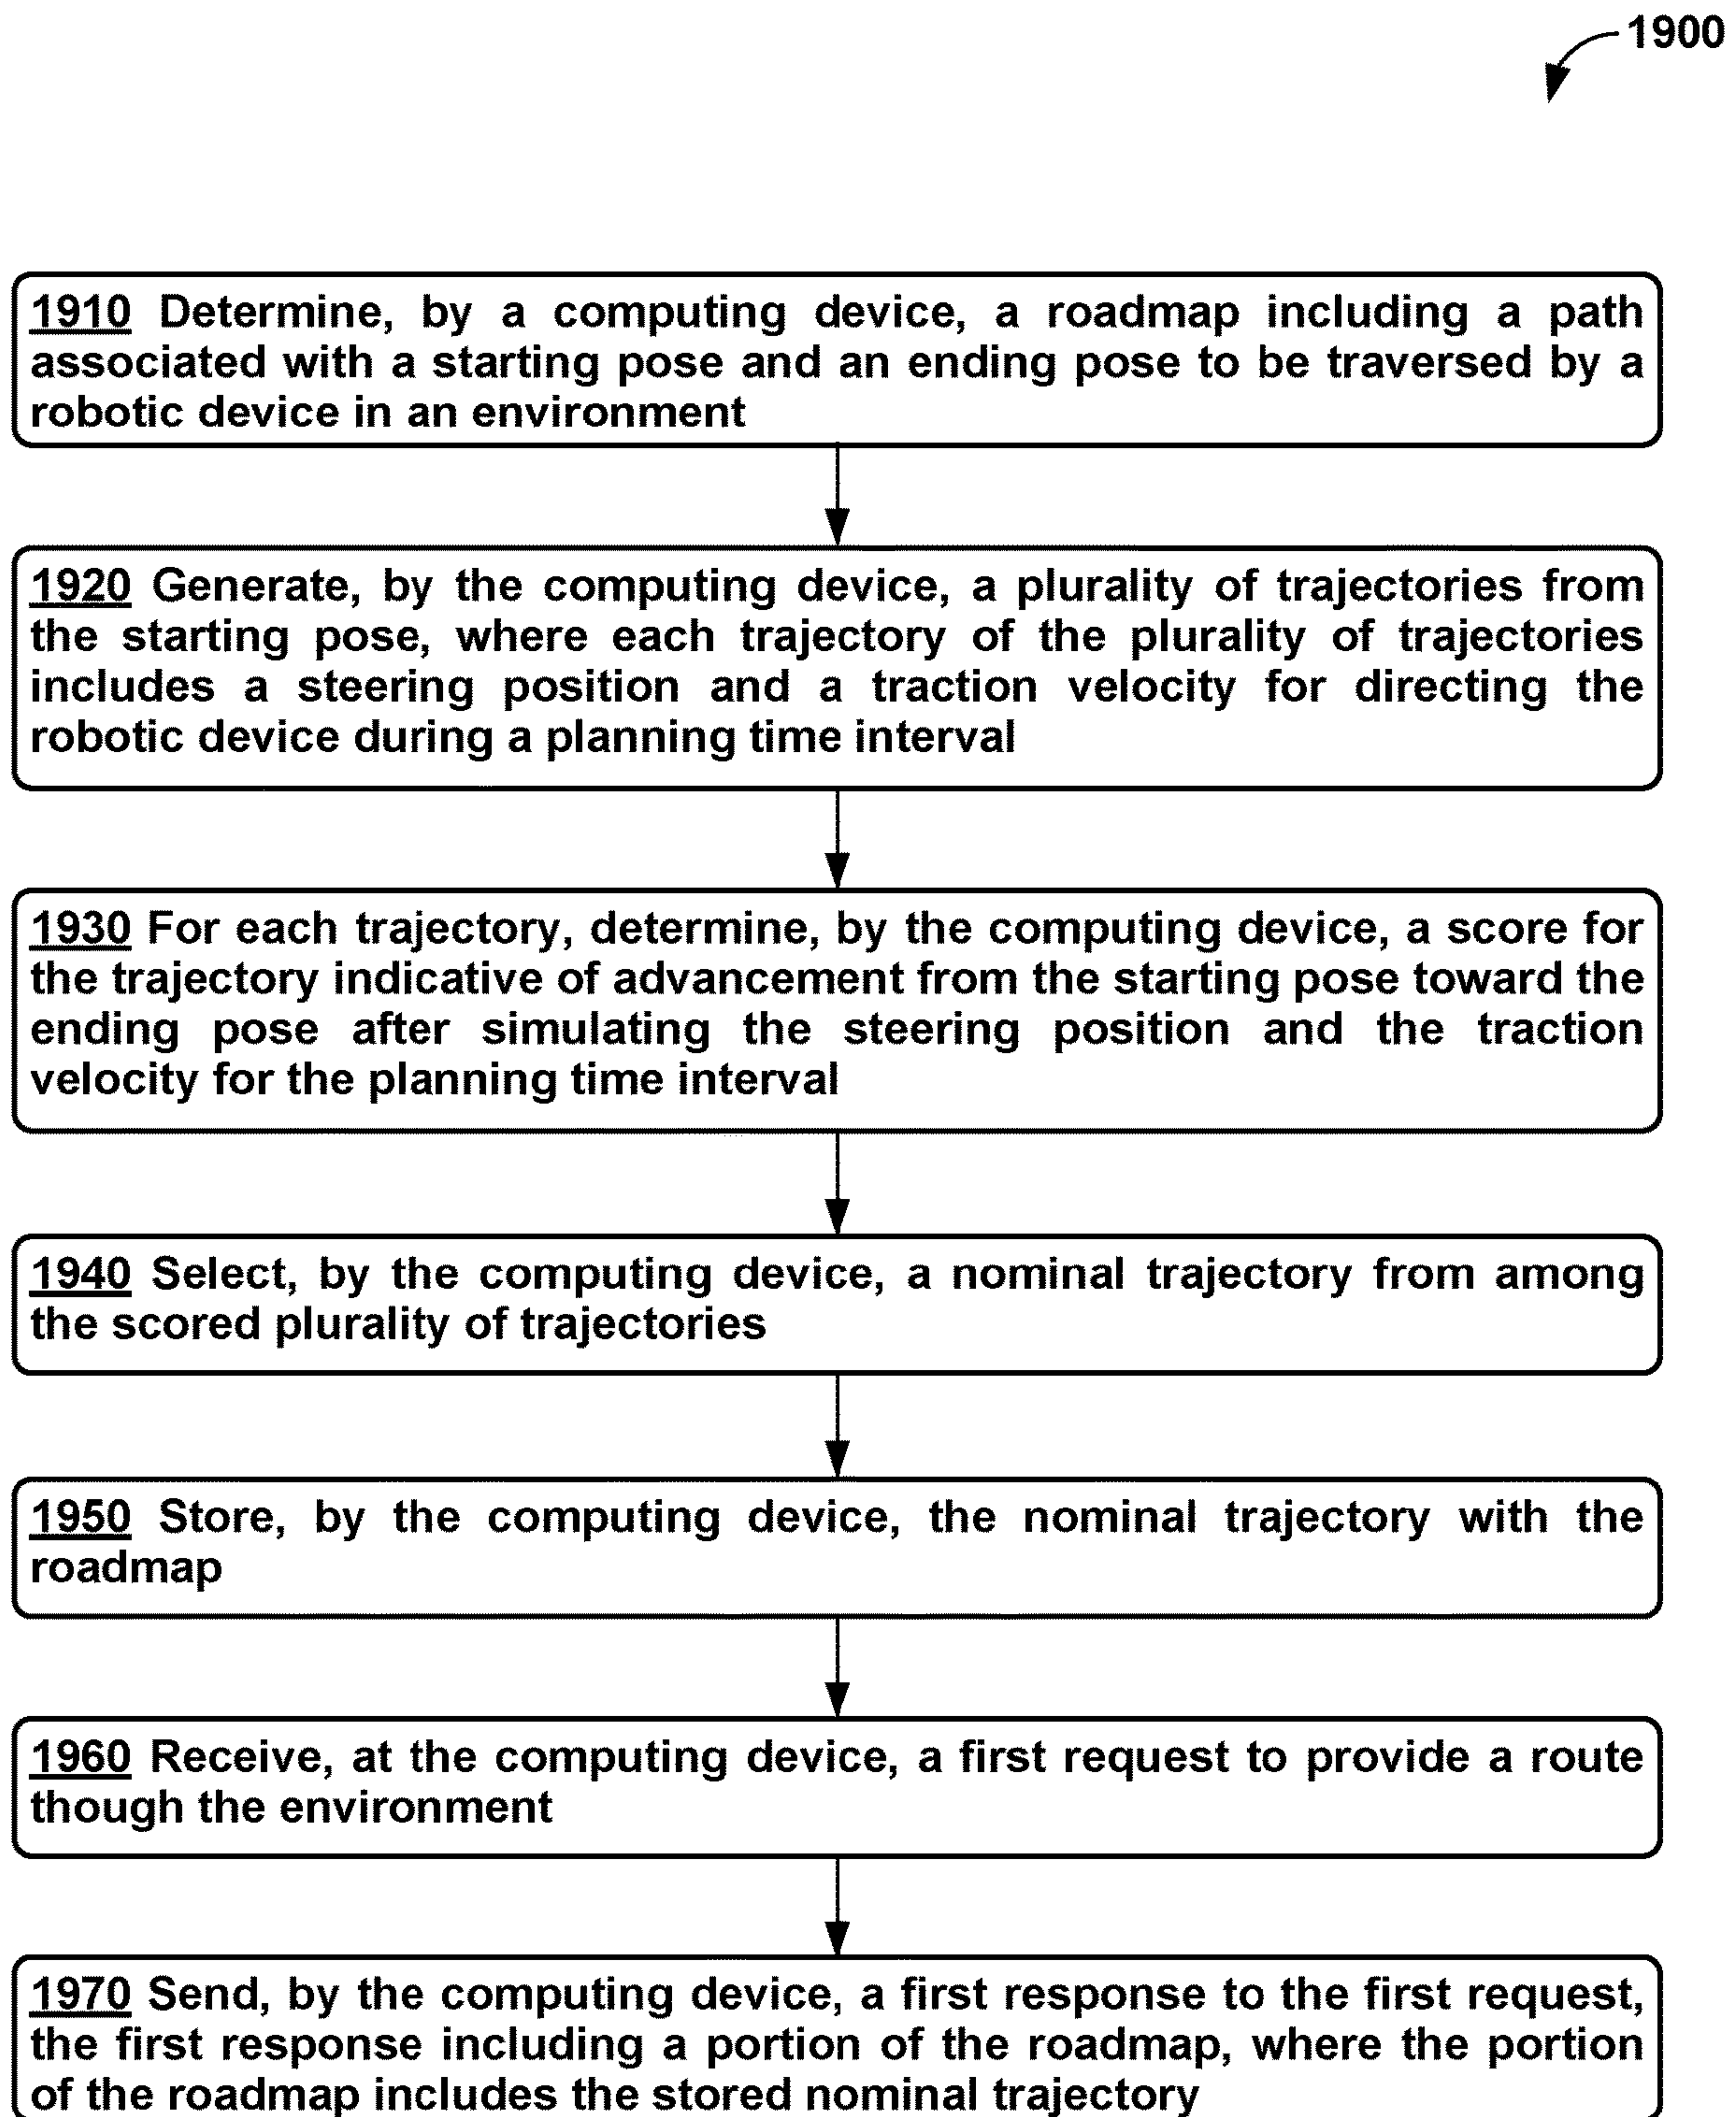 1900
1910 Determine, by a computing device, a roadmap including a path
associated with a starting pose and an ending pose to be traversed by a
robotic device in an environment
1920 Generate, by the computing device, a plurality of trajectories from
the starting pose, where each trajectory of the plurality of trajectories
includes a steering position and a traction velocity for directing the
robotic device during a planning time interval
1930 For each trajectory, determine, by the computing device, a score for
the trajectory indicative of advancement from the starting pose toward the
ending pose after simulating the steering position and the traction
velocity for the planning time interval
1940 Select, by the computing device, a nominal trajectory from among
the scored plurality of trajectories
1950 Store, by the computing device, the nominal trajectory with the
roadmap
1960 Receive, at the computing device, a first request to provide a route
though the environment
1970 Send, by the computing device, a first response to the first request,
the first response including a portion of the roadmap, where the portion
of the roadmap includes the stored nominal trajectory